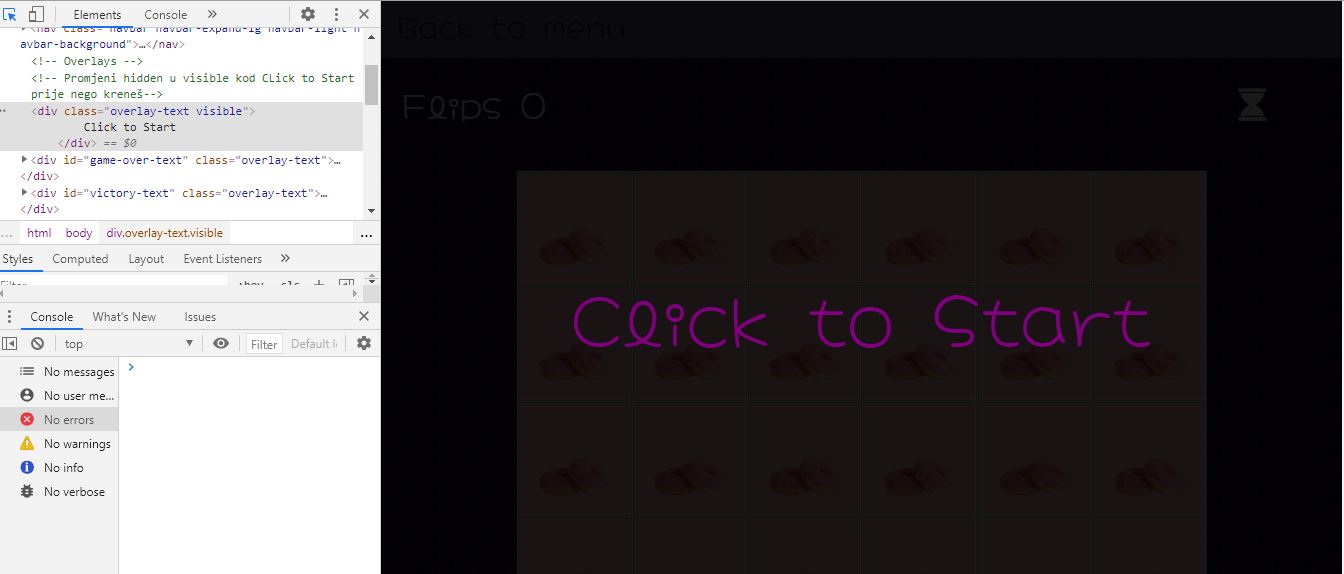 Elements Console
<nav class="navbar navbar-expand-lg navbar-light n
avbar-background">…</nav>
<!-- Overlays -->
<!-- Promjeni hidden u visible kod CLick to Start
prije nego kreneš-->
<div class="overlay-text visible">
Click to Start
</div> == $0
<div id="game-over-text" class="overlay-text">…
</div>
<div id="victory-text" class="overlay-text">…
</div>
... html body div.overlay-text.visible ...
Styles Computed Layout Event Listeners
Filter :hov .cls +
Console What's New Issues
top Filter Default l
No messages
No user me...
No errors
No warnings
No info
No verbose
Back to menu
Flips 0
Click to Start